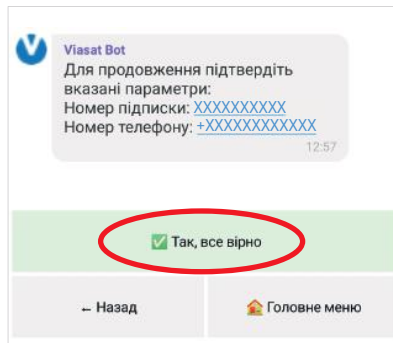 Viasat Bot
Для продовження підтвердіть
вказані параметри:
Номер підписки: XXXXXXXXXX
Номер телефону: +XXXXXXXXXXXX
12:57
✅ Так, все вірно
← Назад
🏠 Головне меню